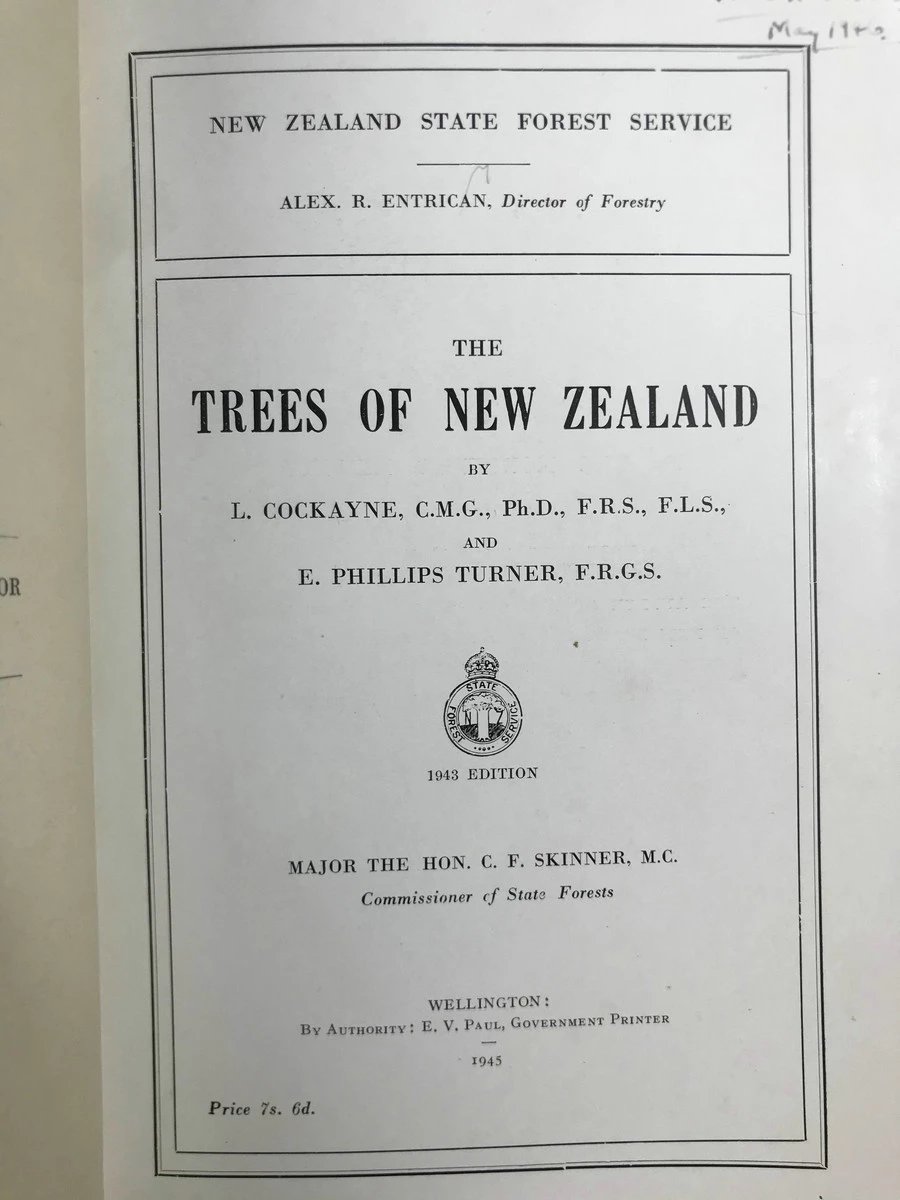 May
NEW ZEALAND STATE FOREST SERVICE
ALEX. R. ENTRICAN, Director of Forestry
THE
TREES OF NEW ZEALAND
BY
L. COCKAYNE, C.M.G., Ph.D., F.R.S., F.L.S.,
AND
E. PHILLIPS TURNER, F.R.G.S.
STATE
FOREST SERVICE
N Z
1943 EDITION
MAJOR THE HON. C. F. SKINNER, M.C.
Commissioner of State Forests
WELLINGTON:
BY AUTHORITY: E. V. PAUL, GOVERNMENT PRINTER
1945
Price 7s. 6d.
OR